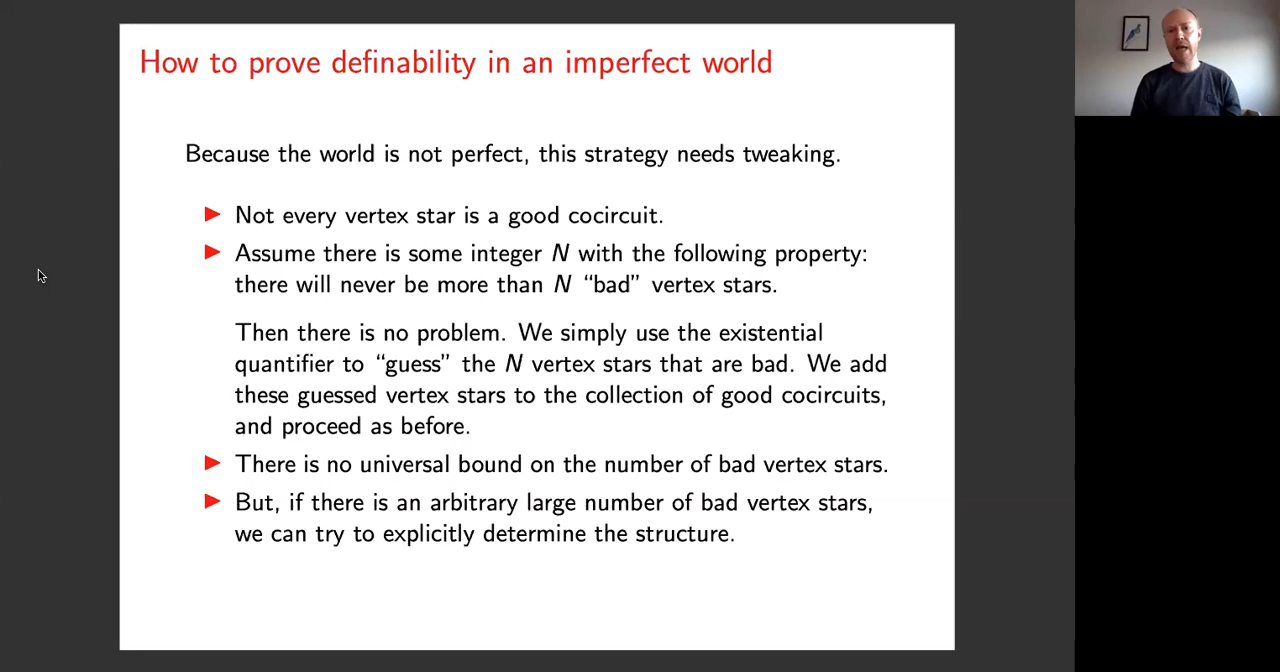 How to prove definability in an imperfect world
Because the world is not perfect, this strategy needs tweaking.
Not every vertex star is a good cocircuit.
Assume there is some integer N with the following property:
there will never be more than N “bad” vertex stars.
Then there is no problem. We simply use the existential
quantifier to “guess” the N vertex stars that are bad. We add
these guessed vertex stars to the collection of good cocircuits,
and proceed as before.
There is no universal bound on the number of bad vertex stars.
But, if there is an arbitrary large number of bad vertex stars,
we can try to explicitly determine the structure.